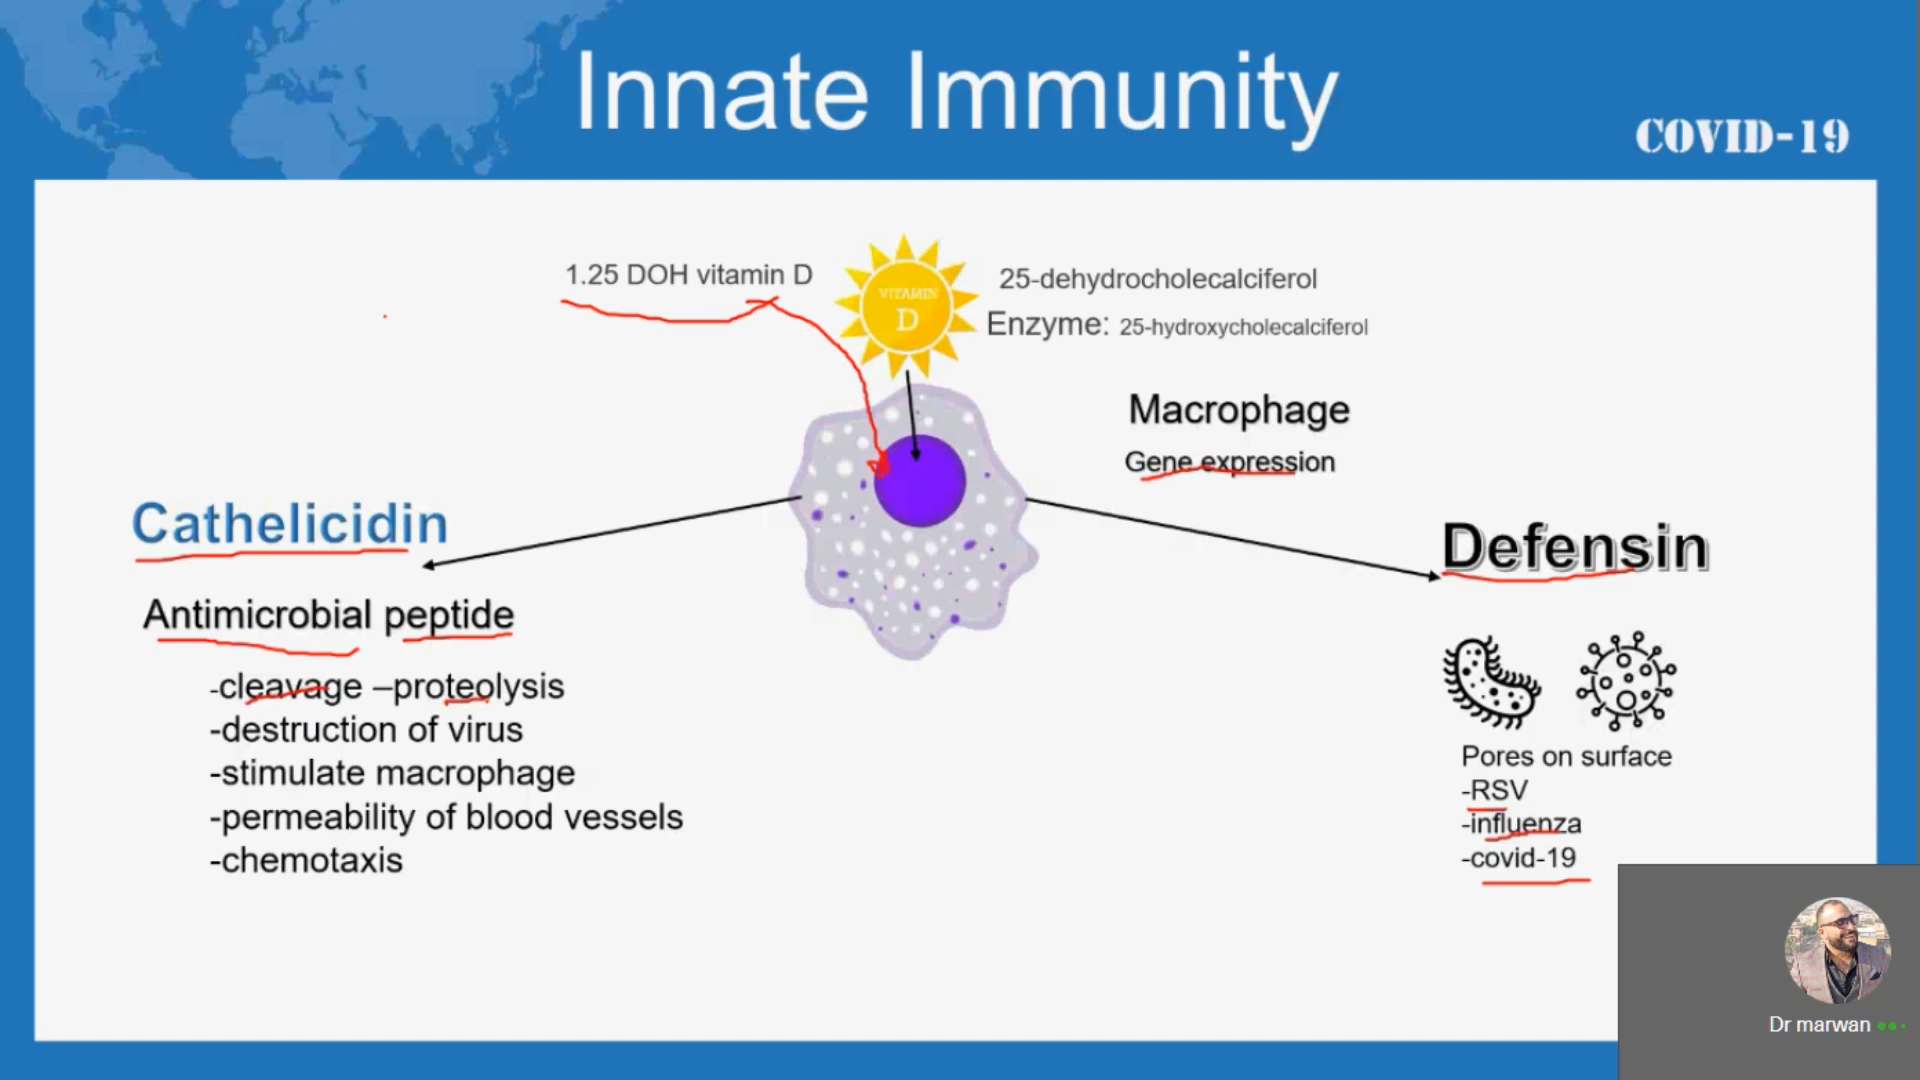 Innate Immunity
COVID-19
1.25 DOH vitamin D
VITAMIN
D
25-dehydrocholecalciferol
Enzyme: 25-hydroxycholecalciferol
Macrophage
Gene expression
Cathelicidin
Antimicrobial peptide
-cleavage –proteolysis
-destruction of virus
-stimulate macrophage
-permeability of blood vessels
-chemotaxis
Defensin
Pores on surface
-RSV
-influenza
-covid-19
Dr marwan